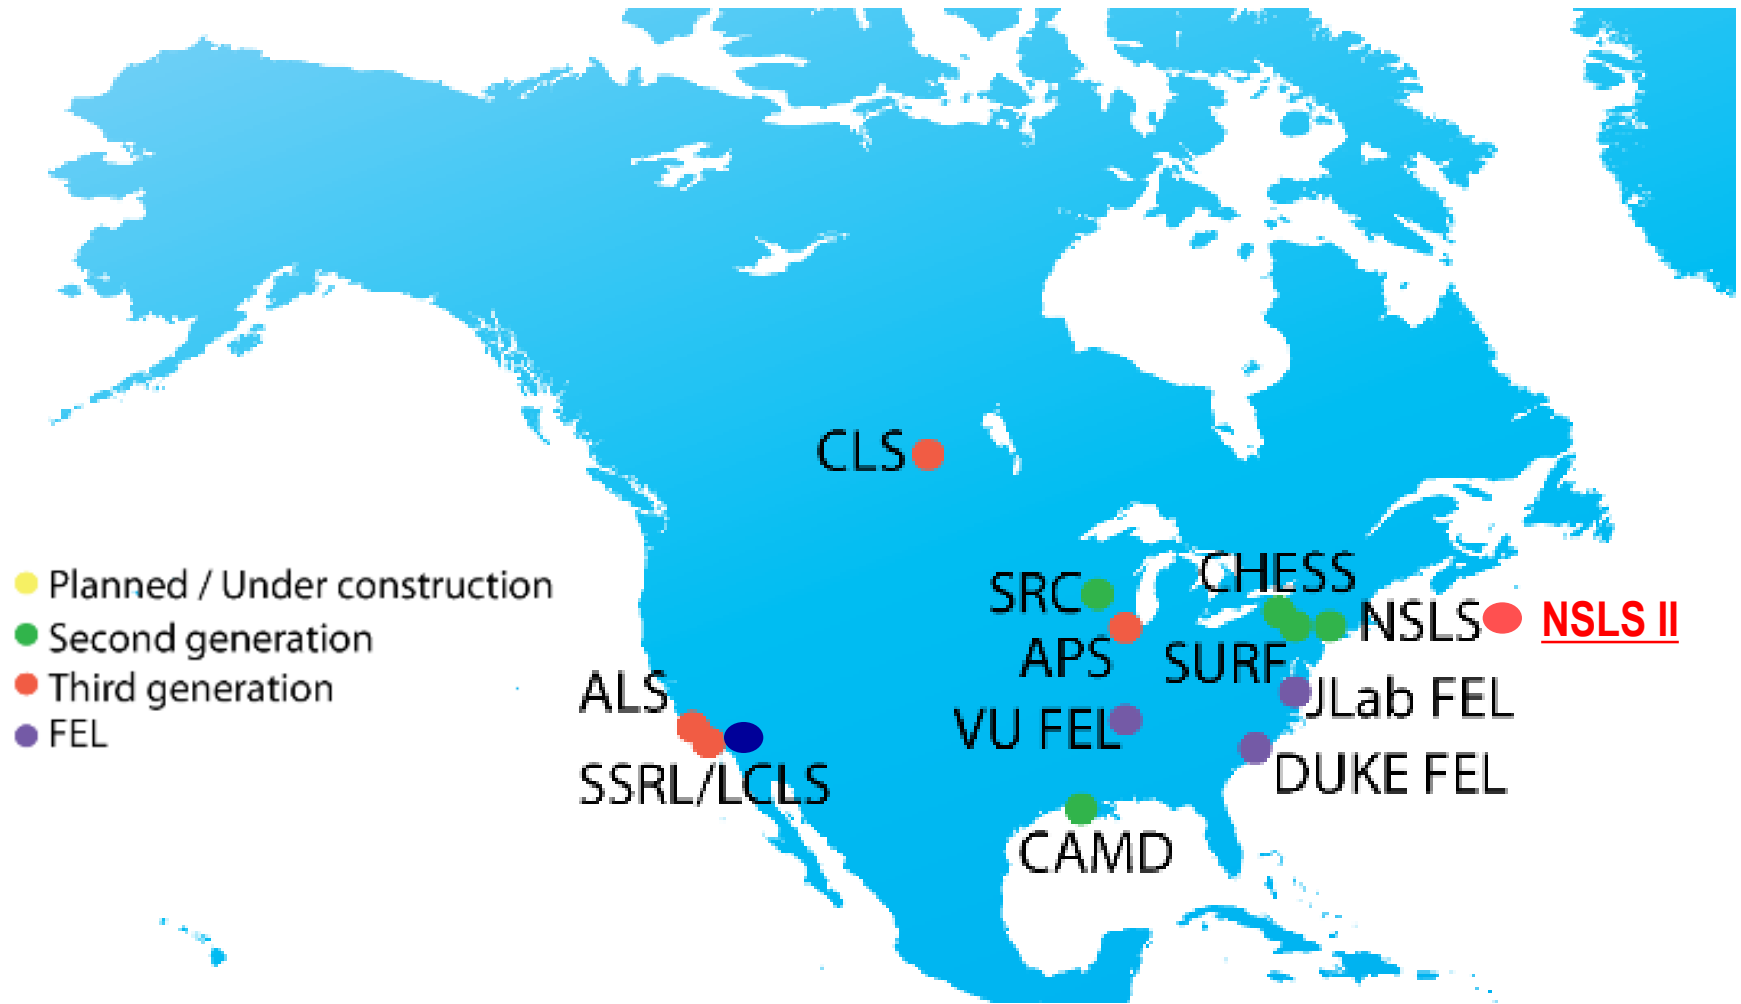 CLS
CHESS
SRC
NSLS
NSLS II
APS
SURF
ALS
JLab FEL
VU FEL
DUKE FEL
SSRL/LCLS
CAMD
Planned / Under construction
Second generation
Third generation
FEL